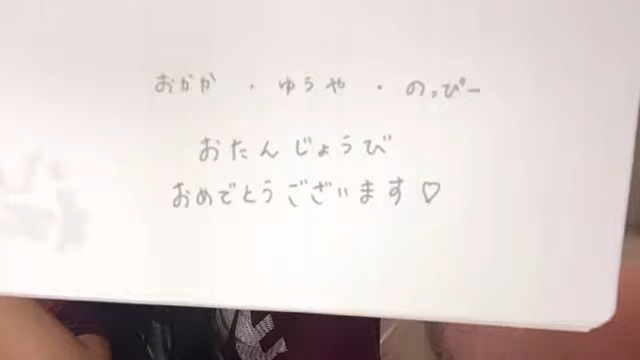 おかか ・ ゆうや ・ のっぴー
おたんじょうび
おめでとうございます♡